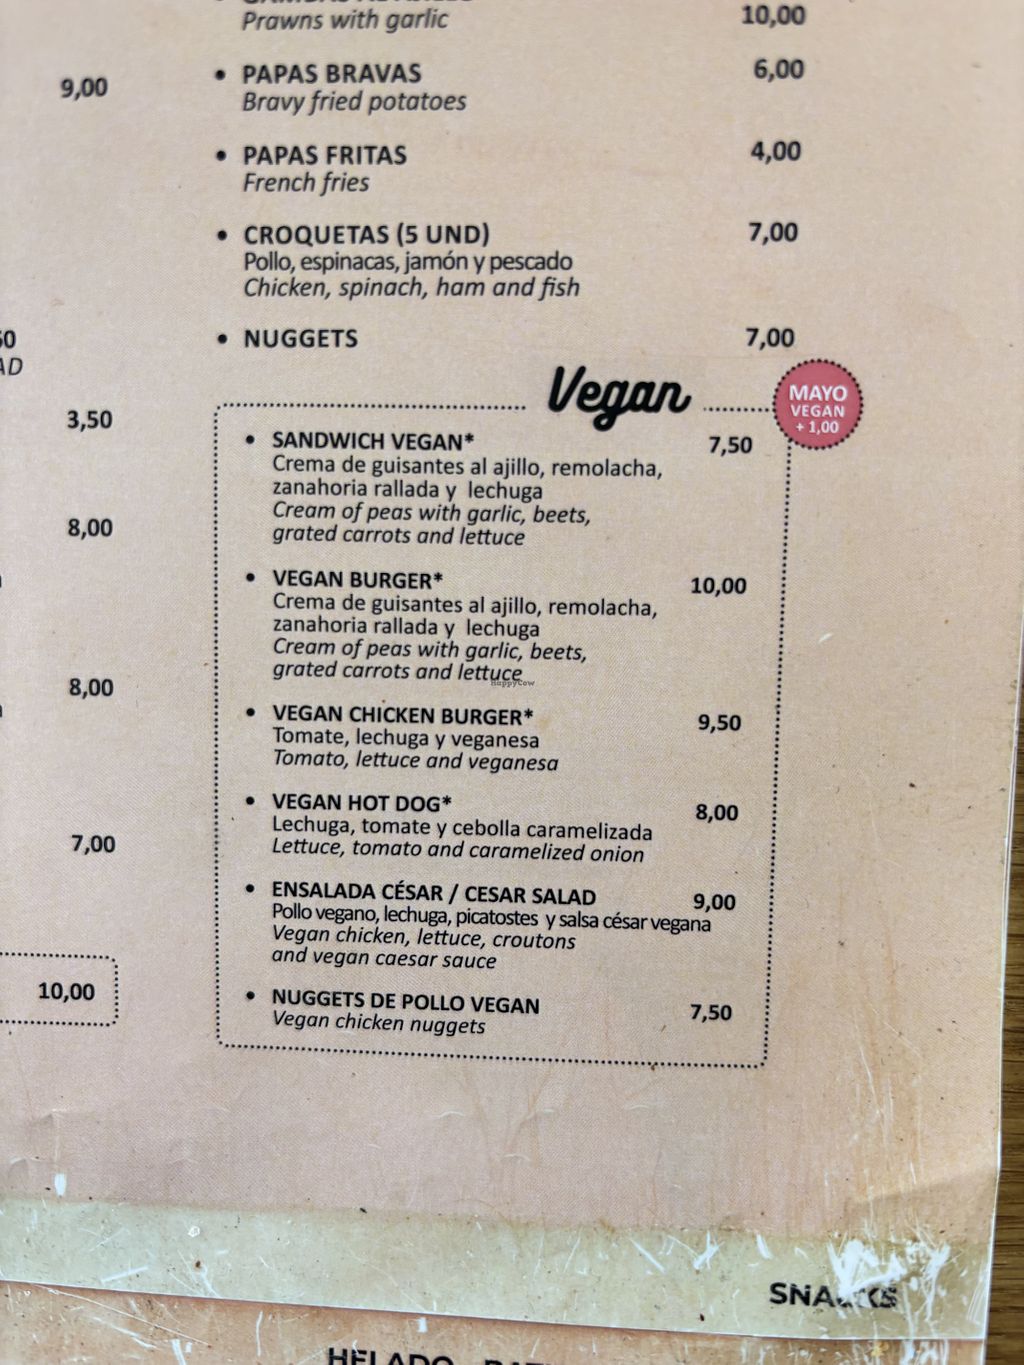 Prawns with garlic 10,00
9,00
• PAPAS BRAVAS 6,00
Bravy fried potatoes
• PAPAS FRITAS 4,00
French fries
• CROQUETAS (5 UND) 7,00
Pollo, espinacas, jamón y pescado
Chicken, spinach, ham and fish
• NUGGETS 7,00
3,50
8,00
8,00
7,00
10,00
Vegan
MAYO
VEGAN
+ 1,00
• SANDWICH VEGAN* 7,50
Crema de guisantes al ajillo, remolacha,
zanahoria rallada y lechuga
Cream of peas with garlic, beets,
grated carrots and lettuce
• VEGAN BURGER* 10,00
Crema de guisantes al ajillo, remolacha,
zanahoria rallada y lechuga
Cream of peas with garlic, beets,
grated carrots and lettuce
HappyCow
• VEGAN CHICKEN BURGER* 9,50
Tomate, lechuga y veganesa
Tomato, lettuce and veganesa
• VEGAN HOT DOG* 8,00
Lechuga, tomate y cebolla caramelizada
Lettuce, tomato and caramelized onion
• ENSALADA CÉSAR / CESAR SALAD 9,00
Pollo vegano, lechuga, picatostes y salsa césar vegana
Vegan chicken, lettuce, croutons
and vegan caesar sauce
• NUGGETS DE POLLO VEGAN 7,50
Vegan chicken nuggets
SNACKS
HELADO